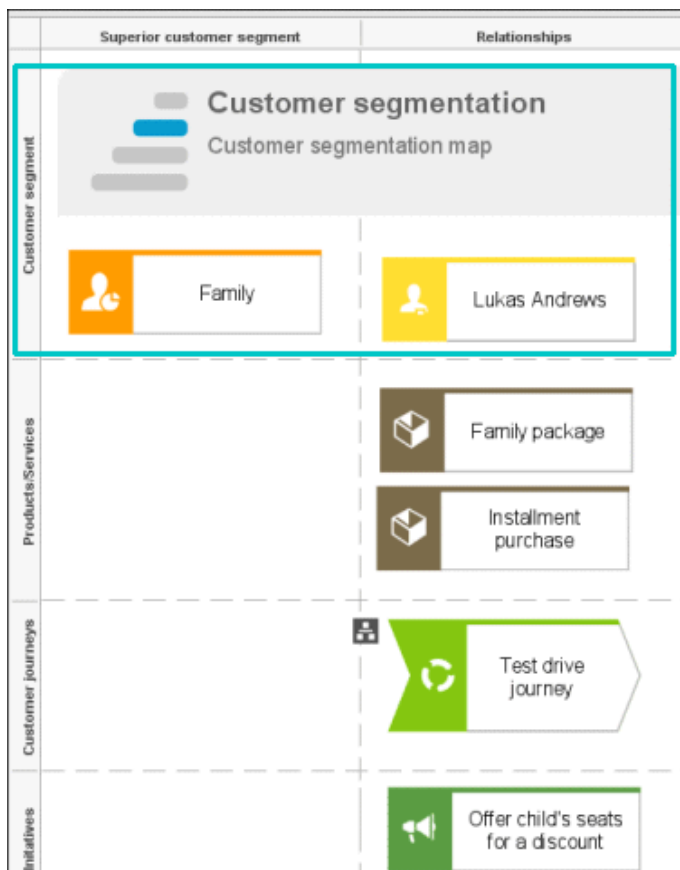 Superior customer segment
Relationships
Customer segment
Customer segmentation
Customer segmentation map
Family
Lukas Andrews
Products/Services
Family package
Installment
purchase
Customer journeys
Test drive
journey
Initatives
Offer child's seats
for a discount